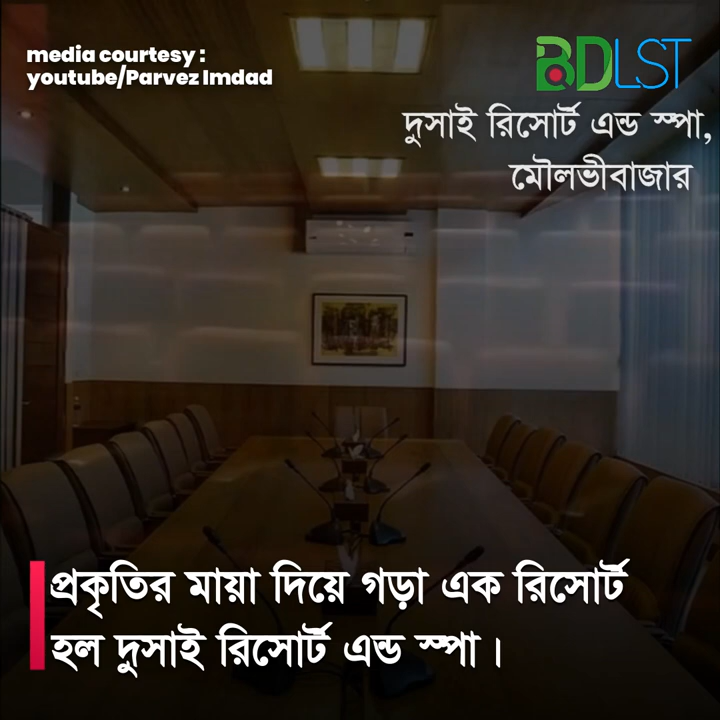 media courtesy :
youtube/Parvez Imdad
BDLST
দুসাই রিসোর্ট এন্ড স্পা,
মৌলভীবাজার
প্রকৃতির মায়া দিয়ে গড়া এক রিসোর্ট
হল দুসাই রিসোর্ট এন্ড স্পা।